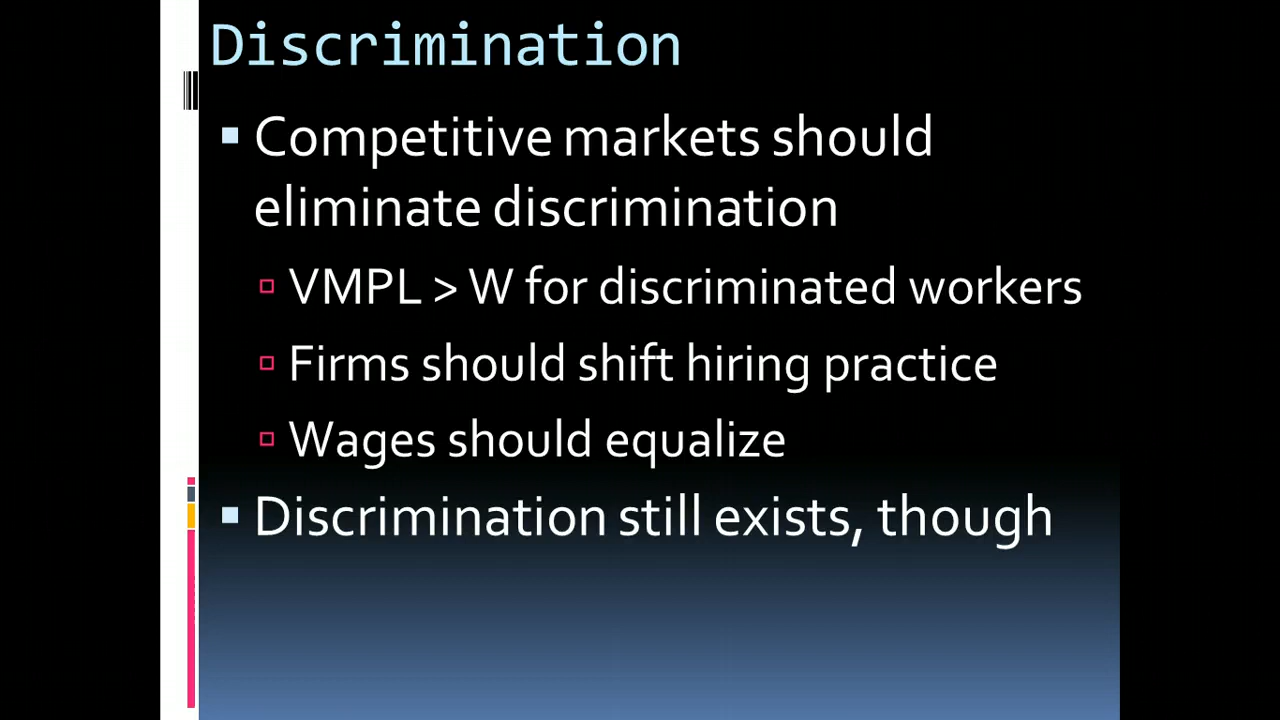 Discrimination
Competitive markets should
eliminate discrimination
VMPL > W for discriminated workers
Firms should shift hiring practice
Wages should equalize
Discrimination still exists, though